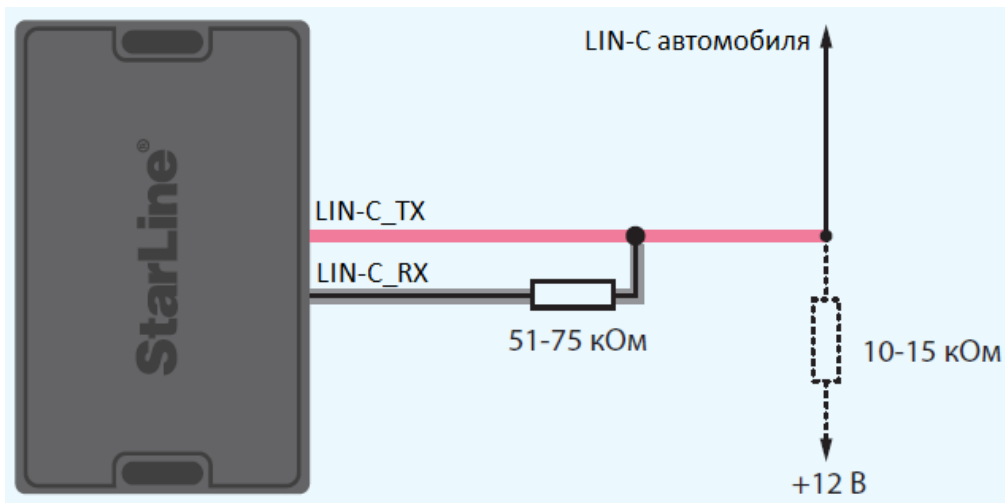 LIN-C автомобиля
StarLine®
LIN-C_TX
LIN-C_RX
51-75 кОм
10-15 кОм
+12 В